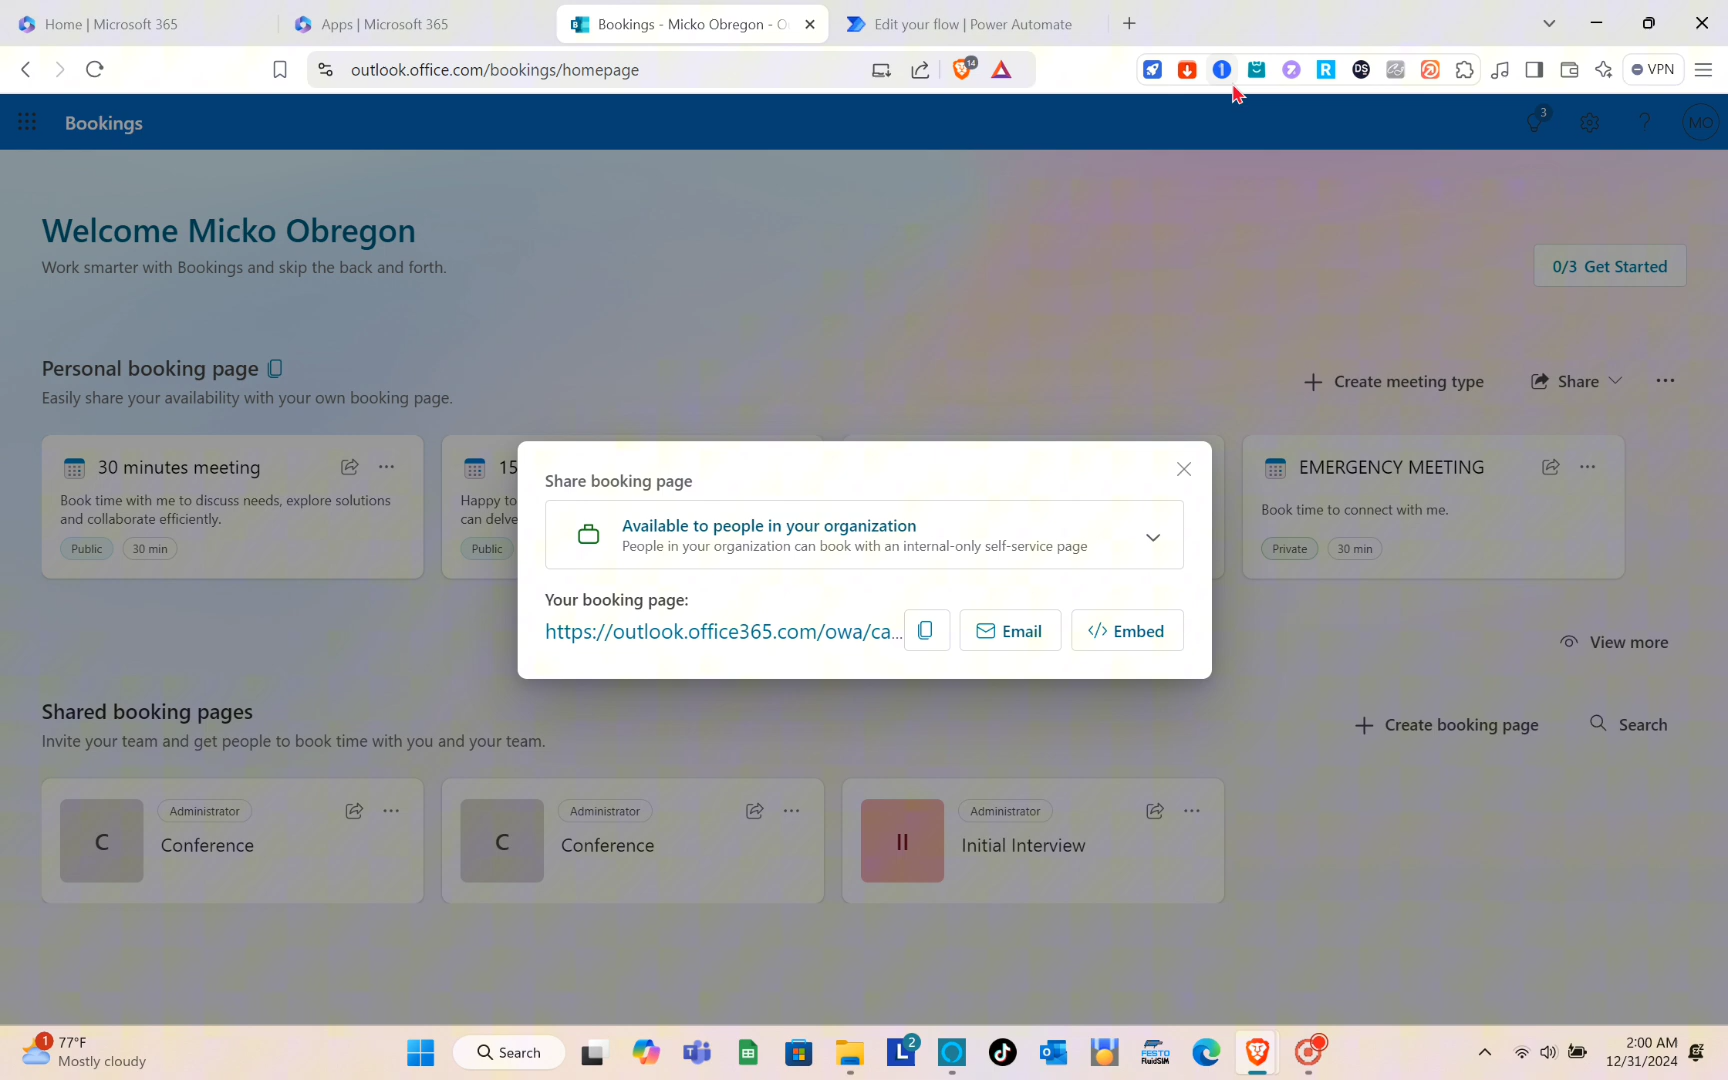 Home | Microsoft 365
Apps | Microsoft 365
Bookings - Micko Obregon - O
Edit your flow | Power Automate
outlook.office.com/bookings/homepage
14
VPN
Bookings
3
MO
Welcome Micko Obregon
Work smarter with Bookings and skip the back and forth.
0/3 Get Started
Personal booking page
Easily share your availability with your own booking page.
Create meeting type
Share
30 minutes meeting
Book time with me to discuss needs, explore solutions
and collaborate efficiently.
Public
30 min
15
Happy to
can delve
Public
EMERGENCY MEETING
Book time to connect with me.
Private
30 min
Share booking page
Available to people in your organization
People in your organization can book with an internal-only self-service page
Your booking page:
https://outlook.office365.com/owa/ca...
Email
Embed
View more
Shared booking pages
Invite your team and get people to book time with you and your team.
Create booking page
Search
C
Administrator
Conference
C
Administrator
Conference
II
Administrator
Initial Interview
1
77°F
Mostly cloudy
Search
L
2
FESTO
FluidSIM
2:00 AM
12/31/2024